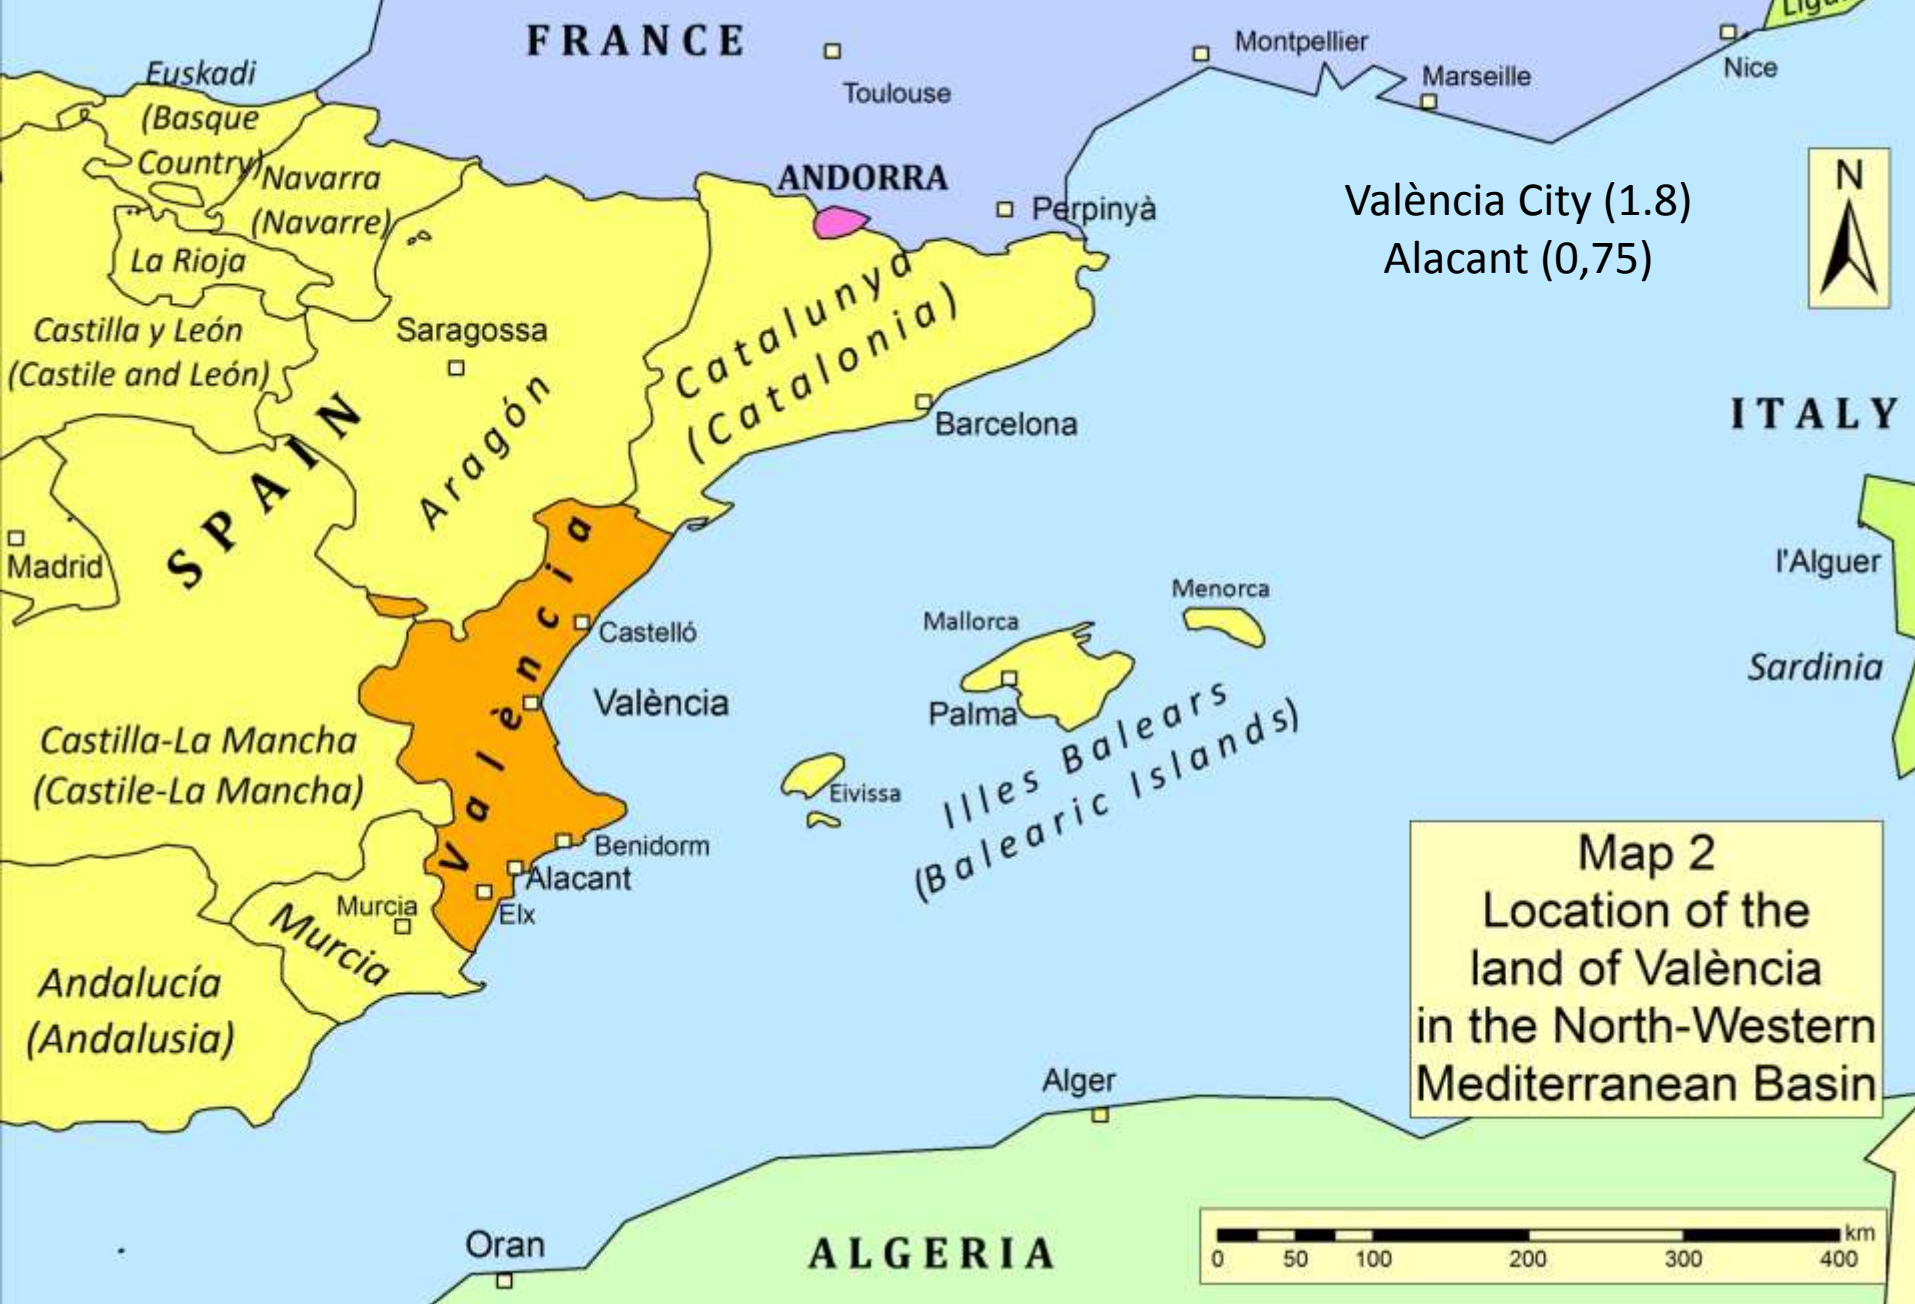 FRANCE
Toulouse
Montpellier
Marseille
Nice
Euskadi
(Basque
Country)
Navarra
(Navarre)
ANDORRA
Perpinyà
València City (1.8)
Alacant (0,75)
N
La Rioja
Castilla y León
(Castile and León)
Saragossa
Catalunya
(Catalonia)
Barcelona
ITALY
SPAIN
Aragón
Madrid
València
l'Alguer
Sardinia
Menorca
Mallorca
Castelló
València
Palma
Illes Balears
(Balearic Islands)
Eivissa
Castilla-La Mancha
(Castile-La Mancha)
Benidorm
Alacant
Elx
Murcia
Murcia
Andalucía
(Andalusia)
Map 2
Location of the
land of València
in the North-Western
Mediterranean Basin
Alger
Oran
ALGERIA
km
0 50 100 200 300 400